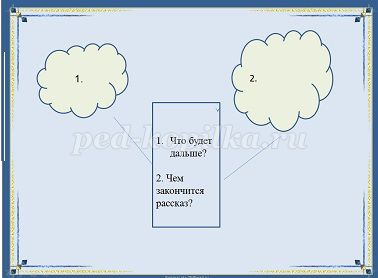 1.
2.
ped-kopilka.ru
1. Что будет
дальше?
2. Чем
закончится
рассказ?